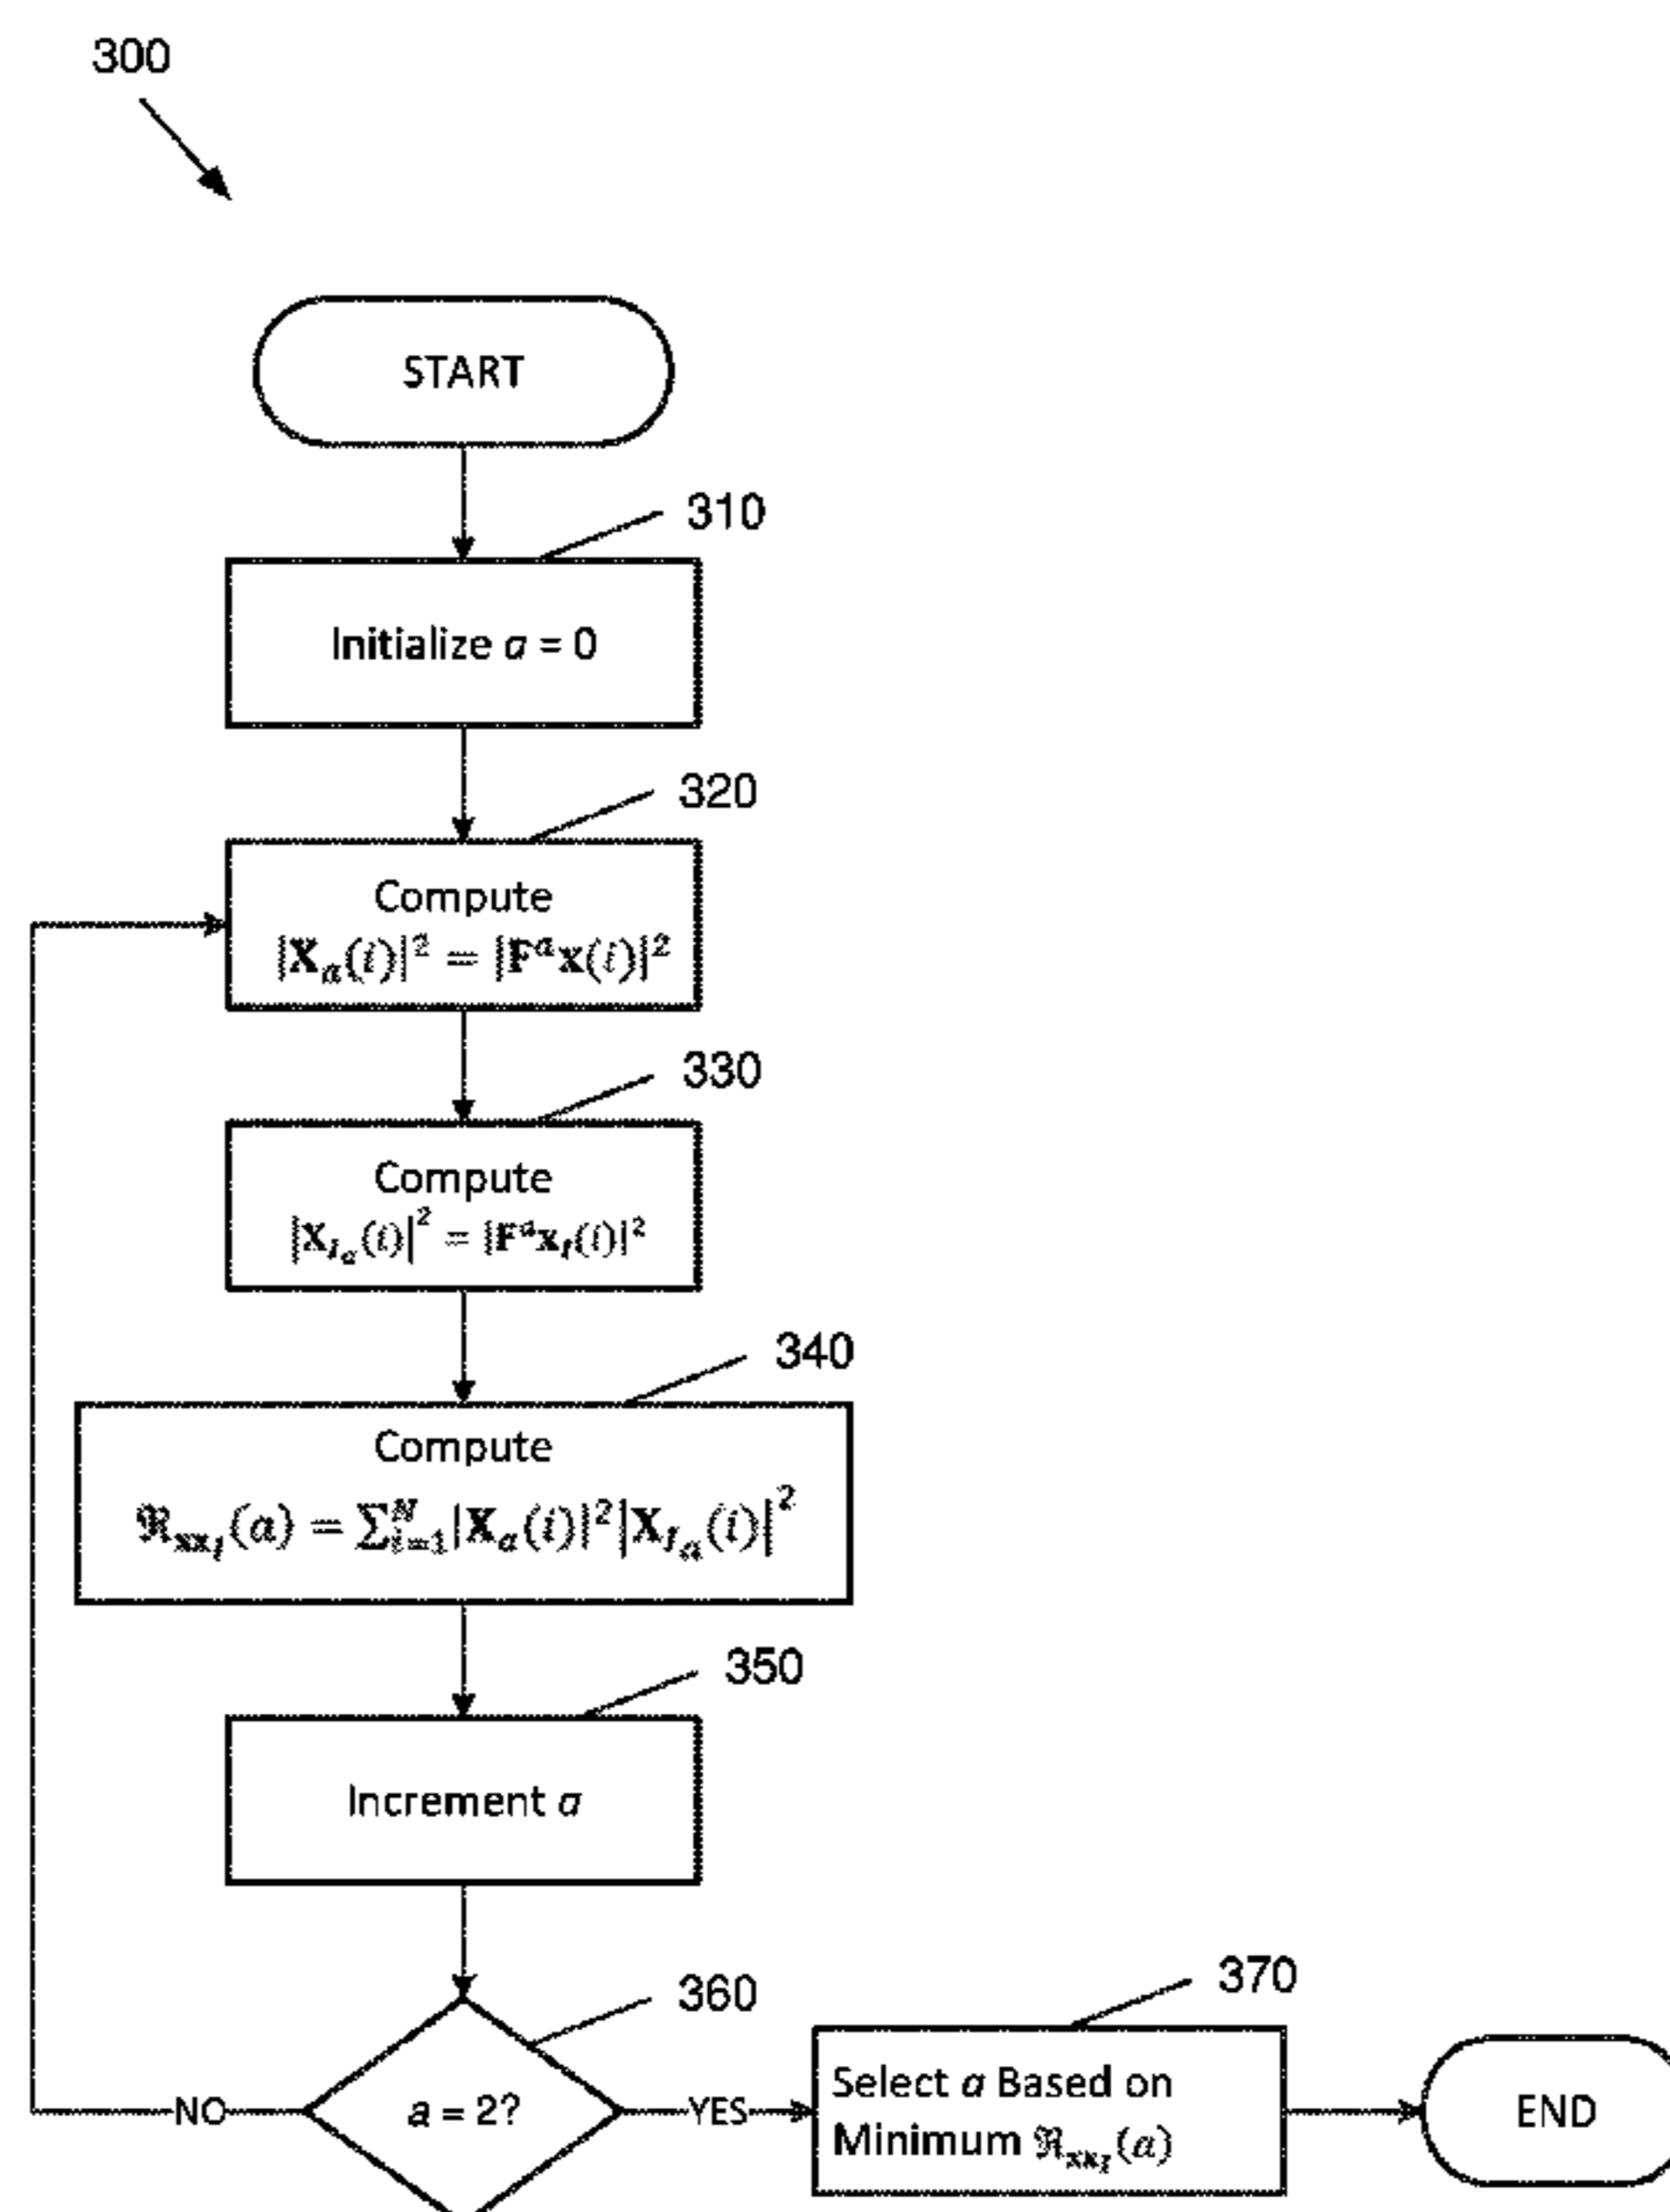 300
START
310
Initialize a = 0
320
Compute
|X_a(i)|² = |F^a x(i)|²
330
Compute
|X_{I_a}(i)|² = |F^a x_I(i)|²
340
Compute
ℜ_{xx_I}(a) = ∑_{i=1}^{N} |X_a(i)|² |X_{I_a}(i)|²
350
Increment a
360
a = 2?
NO
YES
370
Select a Based on
Minimum ℜ_{xx_I}(a)
END